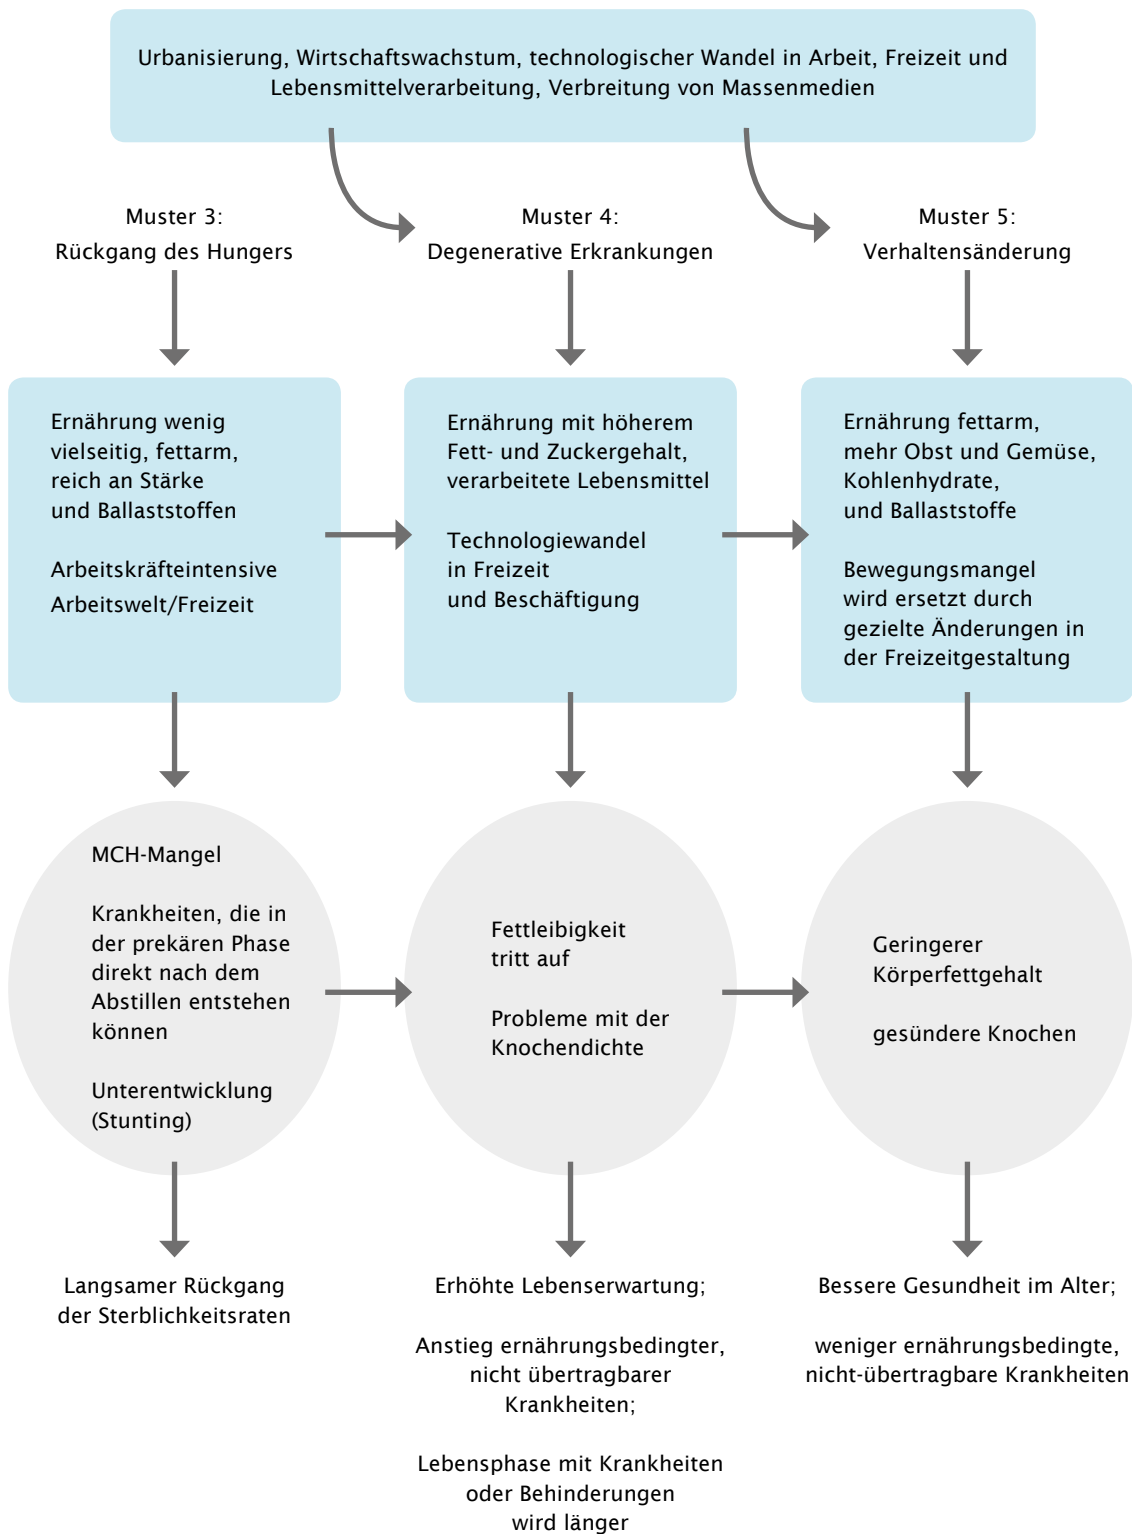 Urbanisierung, Wirtschaftswachstum, technologischer Wandel in Arbeit, Freizeit und
Lebensmittelverarbeitung, Verbreitung von Massenmedien
Muster 3:
Rückgang des Hungers
Muster 4:
Degenerative Erkrankungen
Muster 5:
Verhaltensänderung
Ernährung wenig
vielseitig, fettarm,
reich an Stärke
und Ballaststoffen
Arbeitskräfteintensive
Arbeitswelt/Freizeit
Ernährung mit höherem
Fett- und Zuckergehalt,
verarbeitete Lebensmittel
Technologiewandel
in Freizeit
und Beschäftigung
Ernährung fettarm,
mehr Obst und Gemüse,
Kohlenhydrate,
und Ballaststoffe
Bewegungsmangel
wird ersetzt durch
gezielte Änderungen in
der Freizeitgestaltung
MCH-Mangel
Krankheiten, die in
der prekären Phase
direkt nach dem
Abstillen entstehen
können
Unterentwicklung
(Stunting)
Fettleibigkeit
tritt auf
Probleme mit der
Knochendichte
Geringerer
Körperfettgehalt
gesündere Knochen
Langsamer Rückgang
der Sterblichkeitsraten
Erhöhte Lebenserwartung;
Anstieg ernährungsbedingter,
nicht übertragbarer
Krankheiten;
Lebensphase mit Krankheiten
oder Behinderungen
wird länger
Bessere Gesundheit im Alter;
weniger ernährungsbedingte,
nicht-übertragbare Krankheiten